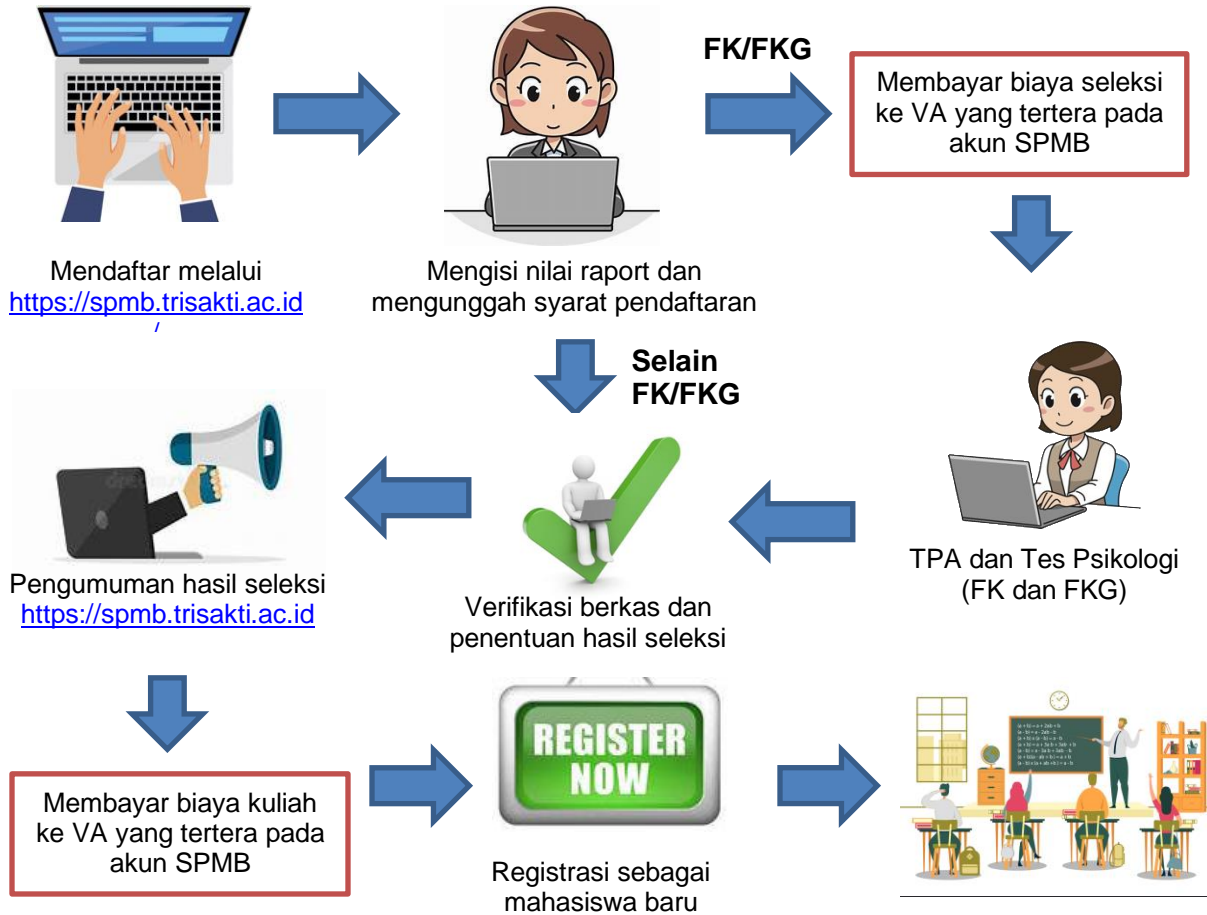 FK/FKG
Membayar biaya seleksi
ke VA yang tertera pada
akun SPMB
Mendaftar melalui
https://spmb.trisakti.ac.id
/
Mengisi nilai raport dan
mengunggah syarat pendaftaran
Selain
FK/FKG
TPA dan Tes Psikologi
(FK dan FKG)
Verifikasi berkas dan
penentuan hasil seleksi
Pengumuman hasil seleksi
https://spmb.trisakti.ac.id
Membayar biaya kuliah
ke VA yang tertera pada
akun SPMB
REGISTER
NOW
Registrasi sebagai
mahasiswa baru